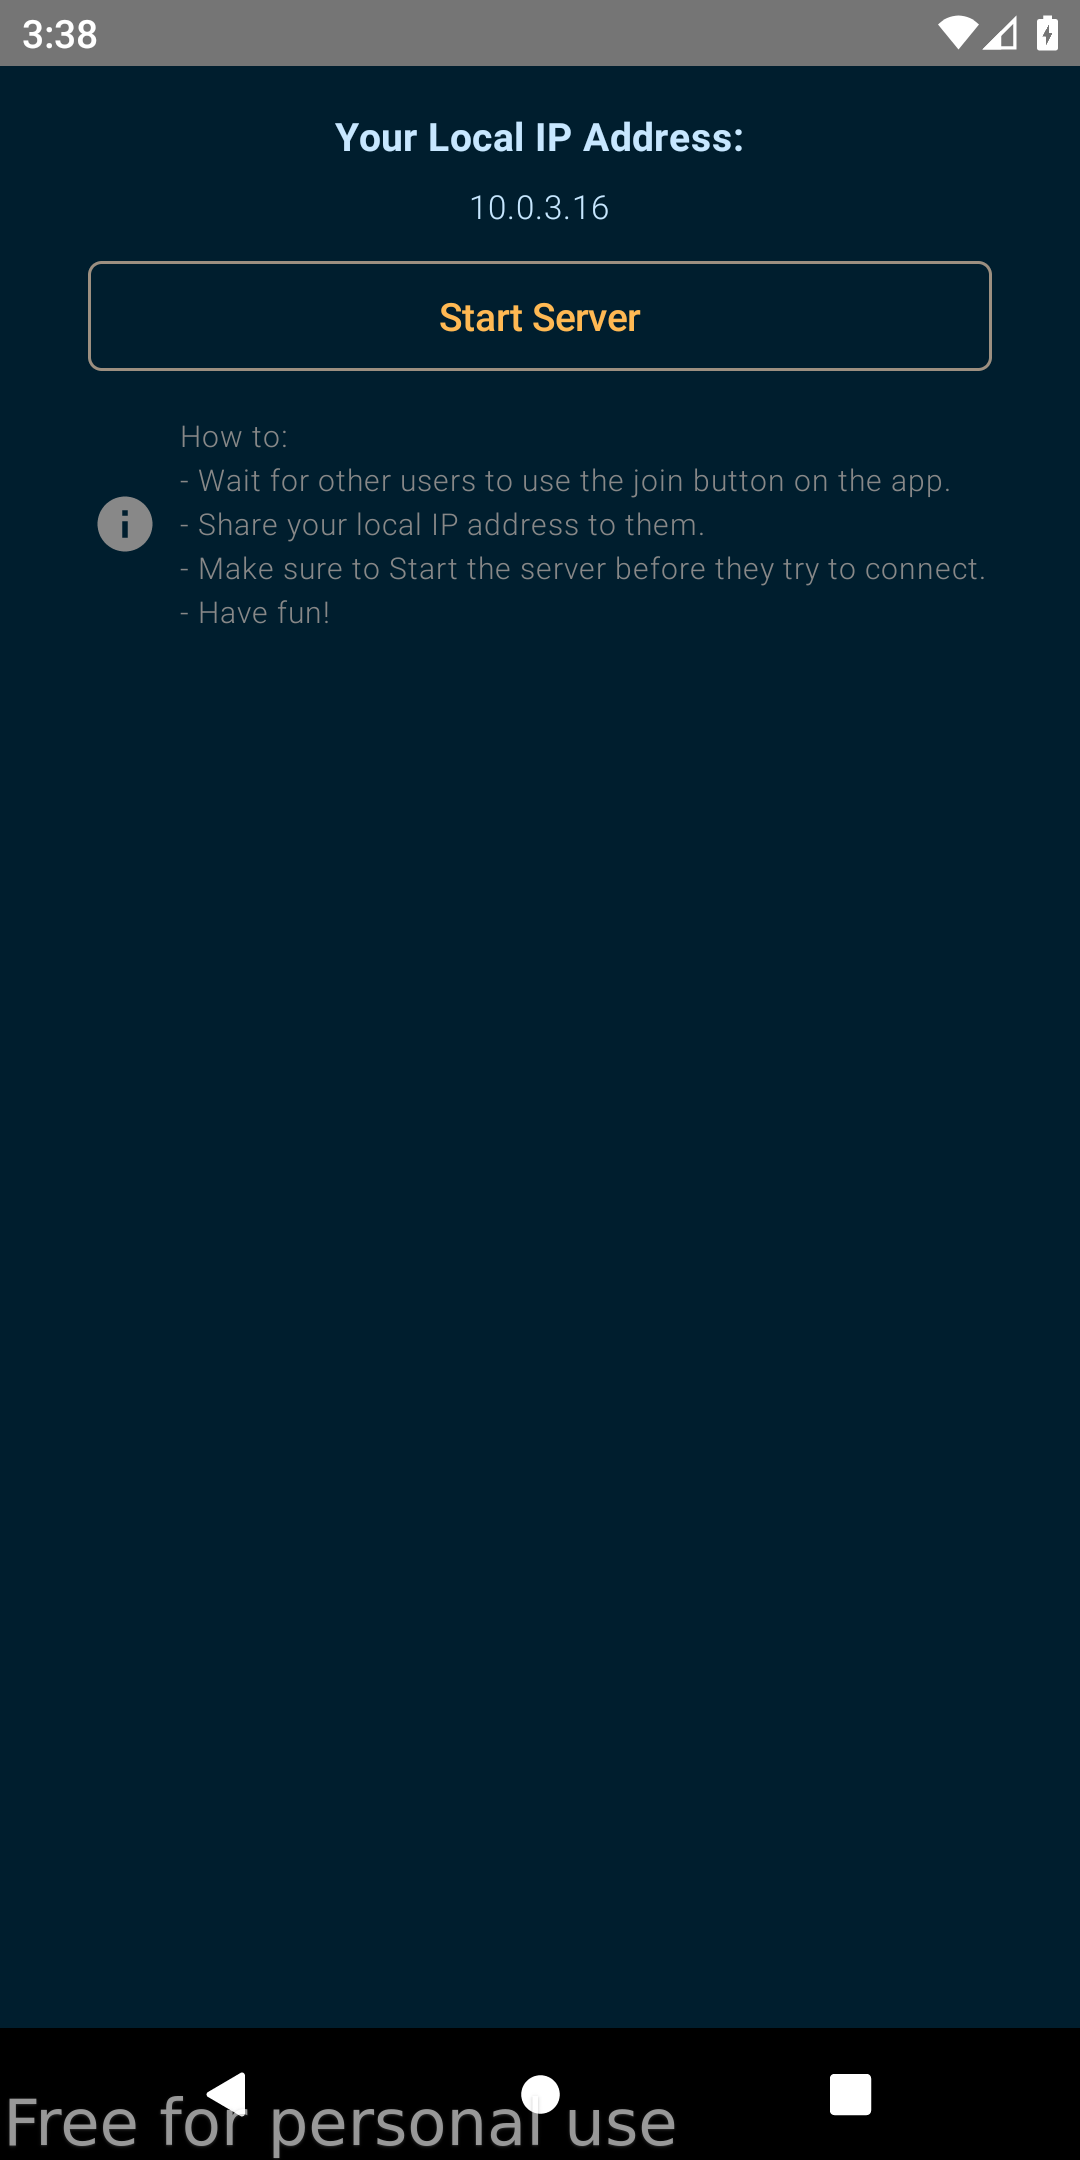 3:38
Your Local IP Address:
10.0.3.16
Start Server
How to:
- Wait for other users to use the join button on the app.
- Share your local IP address to them.
- Make sure to Start the server before they try to connect.
- Have fun!
Free for personal use